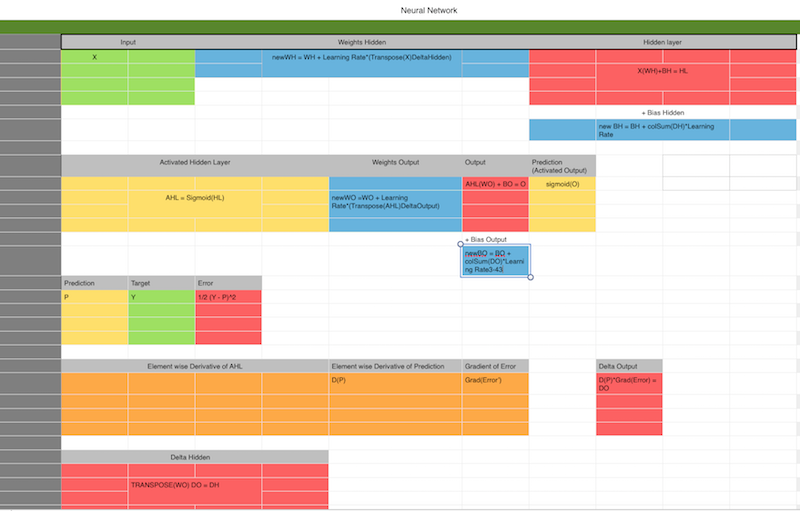 Neural Network
Input Weights Hidden Hidden layer
X newWH = WH + Learning Rate*(Transpose(X)DeltaHidden)
X(WH)+BH = HL
+ Bias Hidden
new BH = BH + colSum(DH)*Learning
Rate
Activated Hidden Layer Weights Output Output Prediction
(Activated Output)
AHL(WO) + BO = O sigmoid(O)
AHL = Sigmoid(HL) newWO =WO + Learning
Rate*(Transpose(AHL)DeltaOutput)
+ Bias Output
newBO = BO +
colSum(DO)*Learni
ng Rate3-43
Prediction Target Error
P Y 1/2 (Y - P)^2
Element wise Derivative of AHL Element wise Derivative of Prediction Gradient of Error Delta Output
D(P) Grad(Error') D(P)*Grad(Error) =
DO
Delta Hidden
TRANSPOSE(WO) DO = DH